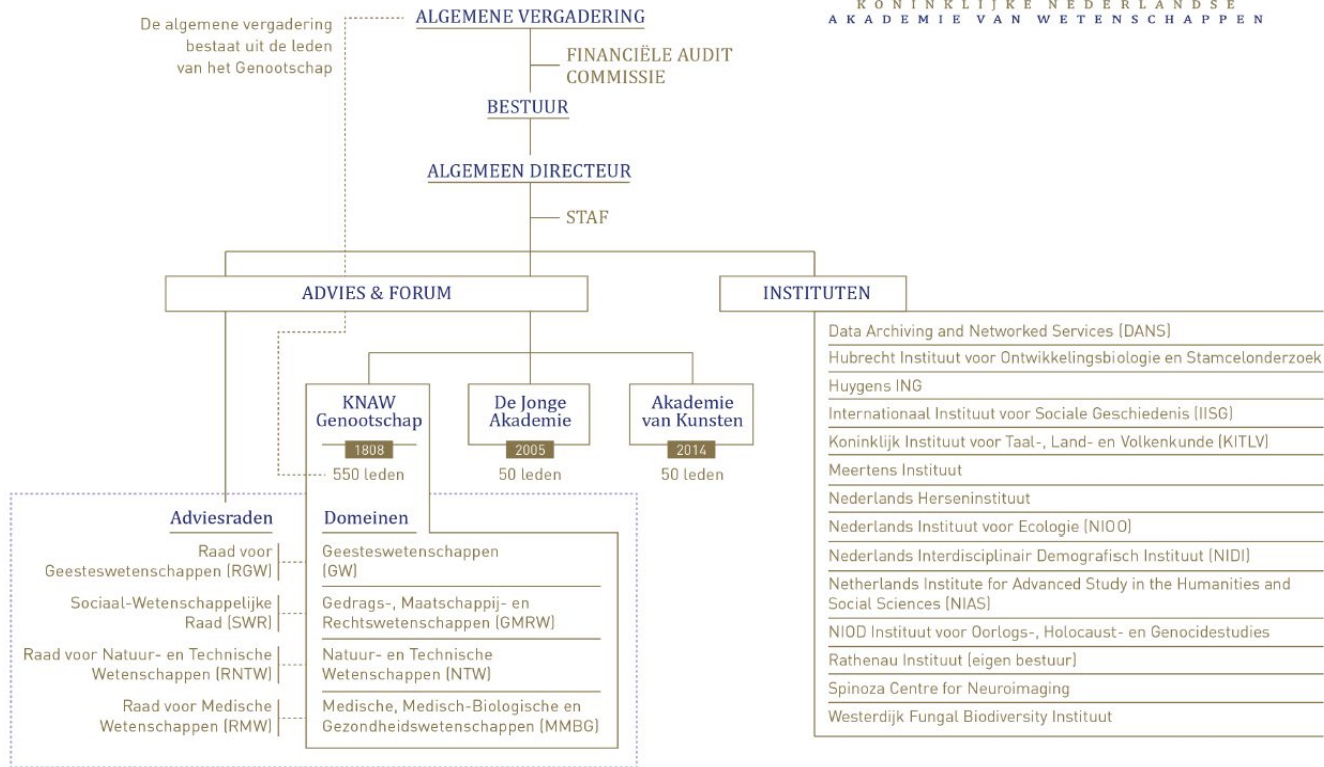 KONINKLIJKE NEDERLANDSE
AKADEMIE VAN WETENSCHAPPEN
De algemene vergadering
bestaat uit de leden
van het Genootschap
ALGEMENE VERGADERING
FINANCIËLE AUDIT
COMMISSIE
BESTUUR
ALGEMEEN DIRECTEUR
STAF
ADVIES & FORUM
INSTITUTEN
KNAW
Genootschap
1808
550 leden
De Jonge
Akademie
2005
50 leden
Akademie
van Kunsten
2014
50 leden
Adviesraden
Raad voor
Geesteswetenschappen (RGW)
Sociaal-Wetenschappelijke
Raad (SWR)
Raad voor Natuur- en Technische
Wetenschappen (RNTW)
Raad voor Medische
Wetenschappen (RMW)
Domeinen
Geesteswetenschappen
(GW)
Gedrags-, Maatschappij- en
Rechtswetenschappen (GMRW)
Natuur- en Technische
Wetenschappen (NTW)
Medische, Medisch-Biologische en
Gezondheidswetenschappen (MMBG)
Data Archiving and Networked Services (DANS)
Hubrecht Instituut voor Ontwikkelingsbiologie en Stamcelonderzoek
Huygens ING
Internationaal Instituut voor Sociale Geschiedenis (IISG)
Koninklijk Instituut voor Taal-, Land- en Volkenkunde (KITLV)
Meertens Instituut
Nederlands Herseninstituut
Nederlands Instituut voor Ecologie (NIOO)
Nederlands Interdisciplinair Demografisch Instituut (NIDI)
Netherlands Institute for Advanced Study in the Humanities and
Social Sciences (NIAS)
NIOD Instituut voor Oorlogs-, Holocaust- en Genocidestudies
Rathenau Instituut (eigen bestuur)
Spinoza Centre for Neuroimaging
Westerdijk Fungal Biodiversity Instituut